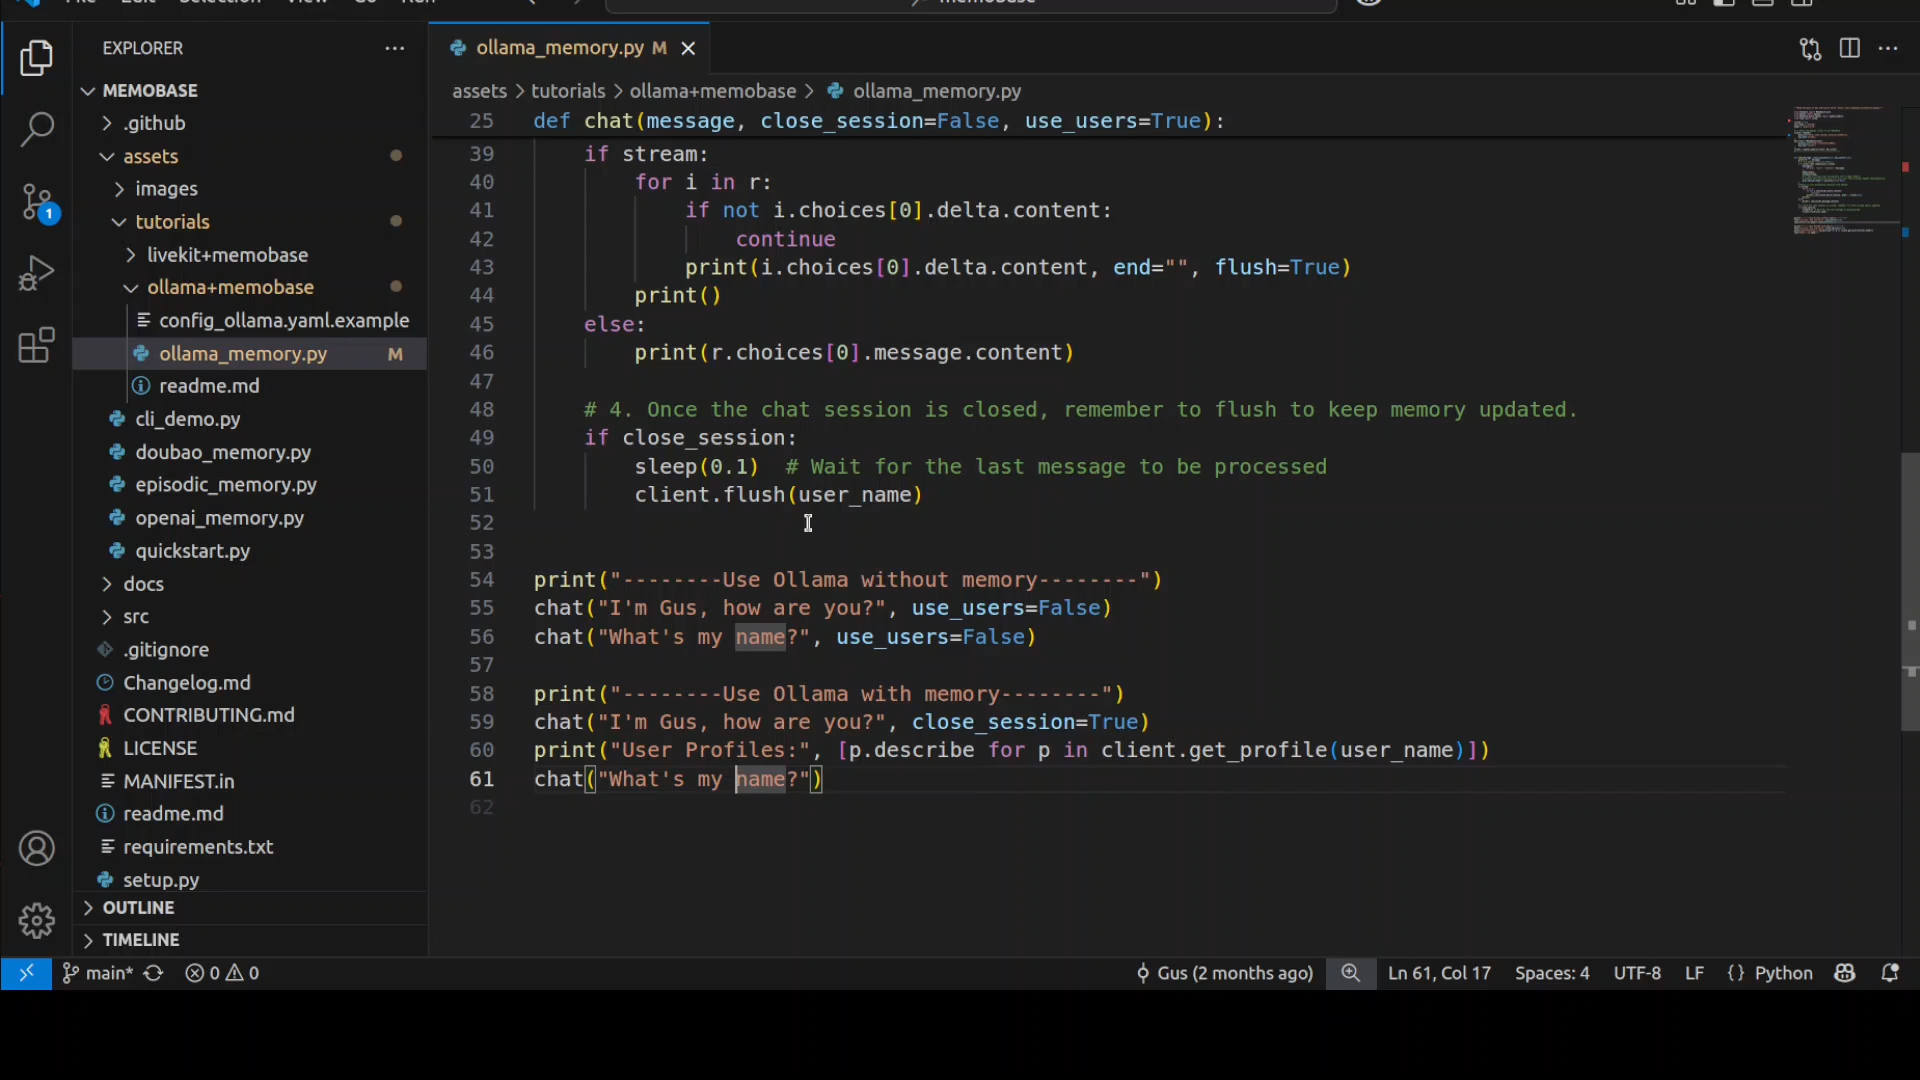 EXPLORER
MEMOBASE
.github
assets
images
tutorials
livekit+memobase
ollama+memobase
config_ollama.yaml.example
ollama_memory.py M
readme.md
cli_demo.py
doubao_memory.py
episodic_memory.py
openai_memory.py
quickstart.py
docs
src
.gitignore
Changelog.md
CONTRIBUTING.md
LICENSE
MANIFEST.in
readme.md
requirements.txt
setup.py
OUTLINE
TIMELINE
1
ollama_memory.py M
assets > tutorials > ollama+memobase > ollama_memory.py
25 def chat(message, close_session=False, use_users=True):
39 if stream:
40 for i in r:
41 if not i.choices[0].delta.content:
42 continue
43 print(i.choices[0].delta.content, end="", flush=True)
44 print()
45 else:
46 print(r.choices[0].message.content)
47
48 # 4. Once the chat session is closed, remember to flush to keep memory updated.
49 if close_session:
50 sleep(0.1)  # Wait for the last message to be processed
51 client.flush(user_name)
52
53
54 print("--------Use Ollama without memory--------")
55 chat("I'm Gus, how are you?", use_users=False)
56 chat("What's my name?", use_users=False)
57
58 print("--------Use Ollama with memory--------")
59 chat("I'm Gus, how are you?", close_session=True)
60 print("User Profiles:", [p.describe for p in client.get_profile(user_name)])
61 chat("What's my name?")
62
main* 0 0 Gus (2 months ago) Ln 61, Col 17 Spaces: 4 UTF-8 LF {} Python